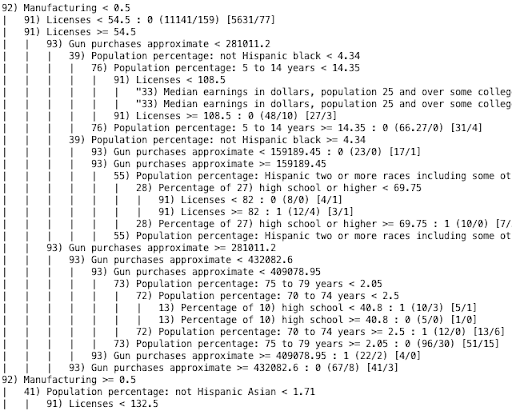 92) Manufacturing < 0.5
| 91) Licenses < 54.5 : 0 (11141/159) [5631/77]
| 91) Licenses >= 54.5
| | 93) Gun purchases approximate < 281011.2
| | | 39) Population percentage: not Hispanic black < 4.34
| | | | 76) Population percentage: 5 to 14 years < 14.35
| | | | | 91) Licenses < 108.5
| | | | | | "33) Median earnings in dollars, population 25 and over some colleg
| | | | | | "33) Median earnings in dollars, population 25 and over some colleg
| | | | | 91) Licenses >= 108.5 : 0 (48/10) [27/3]
| | | | 76) Population percentage: 5 to 14 years >= 14.35 : 0 (66.27/0) [31/4]
| | | 39) Population percentage: not Hispanic black >= 4.34
| | | | 93) Gun purchases approximate < 159189.45 : 0 (23/0) [17/1]
| | | | 93) Gun purchases approximate >= 159189.45
| | | | | 55) Population percentage: Hispanic two or more races including some ot
| | | | | | 28) Percentage of 27) high school or higher < 69.75
| | | | | | | 91) Licenses < 82 : 0 (8/0) [4/1]
| | | | | | | 91) Licenses >= 82 : 1 (12/4) [3/1]
| | | | | | 28) Percentage of 27) high school or higher >= 69.75 : 1 (10/0) [7/
| | | | | 55) Population percentage: Hispanic two or more races including some ot
| | 93) Gun purchases approximate >= 281011.2
| | | 93) Gun purchases approximate < 432082.6
| | | | 93) Gun purchases approximate < 409078.95
| | | | | 73) Population percentage: 75 to 79 years < 2.05
| | | | | | 72) Population percentage: 70 to 74 years < 2.5
| | | | | | | 13) Percentage of 10) high school < 40.8 : 1 (10/3) [5/1]
| | | | | | | 13) Percentage of 10) high school >= 40.8 : 0 (5/0) [1/0]
| | | | | | 72) Population percentage: 70 to 74 years >= 2.5 : 1 (12/0) [13/6]
| | | | | 73) Population percentage: 75 to 79 years >= 2.05 : 0 (96/30) [51/15]
| | | | 93) Gun purchases approximate >= 409078.95 : 1 (22/2) [4/0]
| | | 93) Gun purchases approximate >= 432082.6 : 0 (67/8) [41/3]
92) Manufacturing >= 0.5
| 41) Population percentage: not Hispanic Asian < 1.71
| | 91) Licenses < 132.5